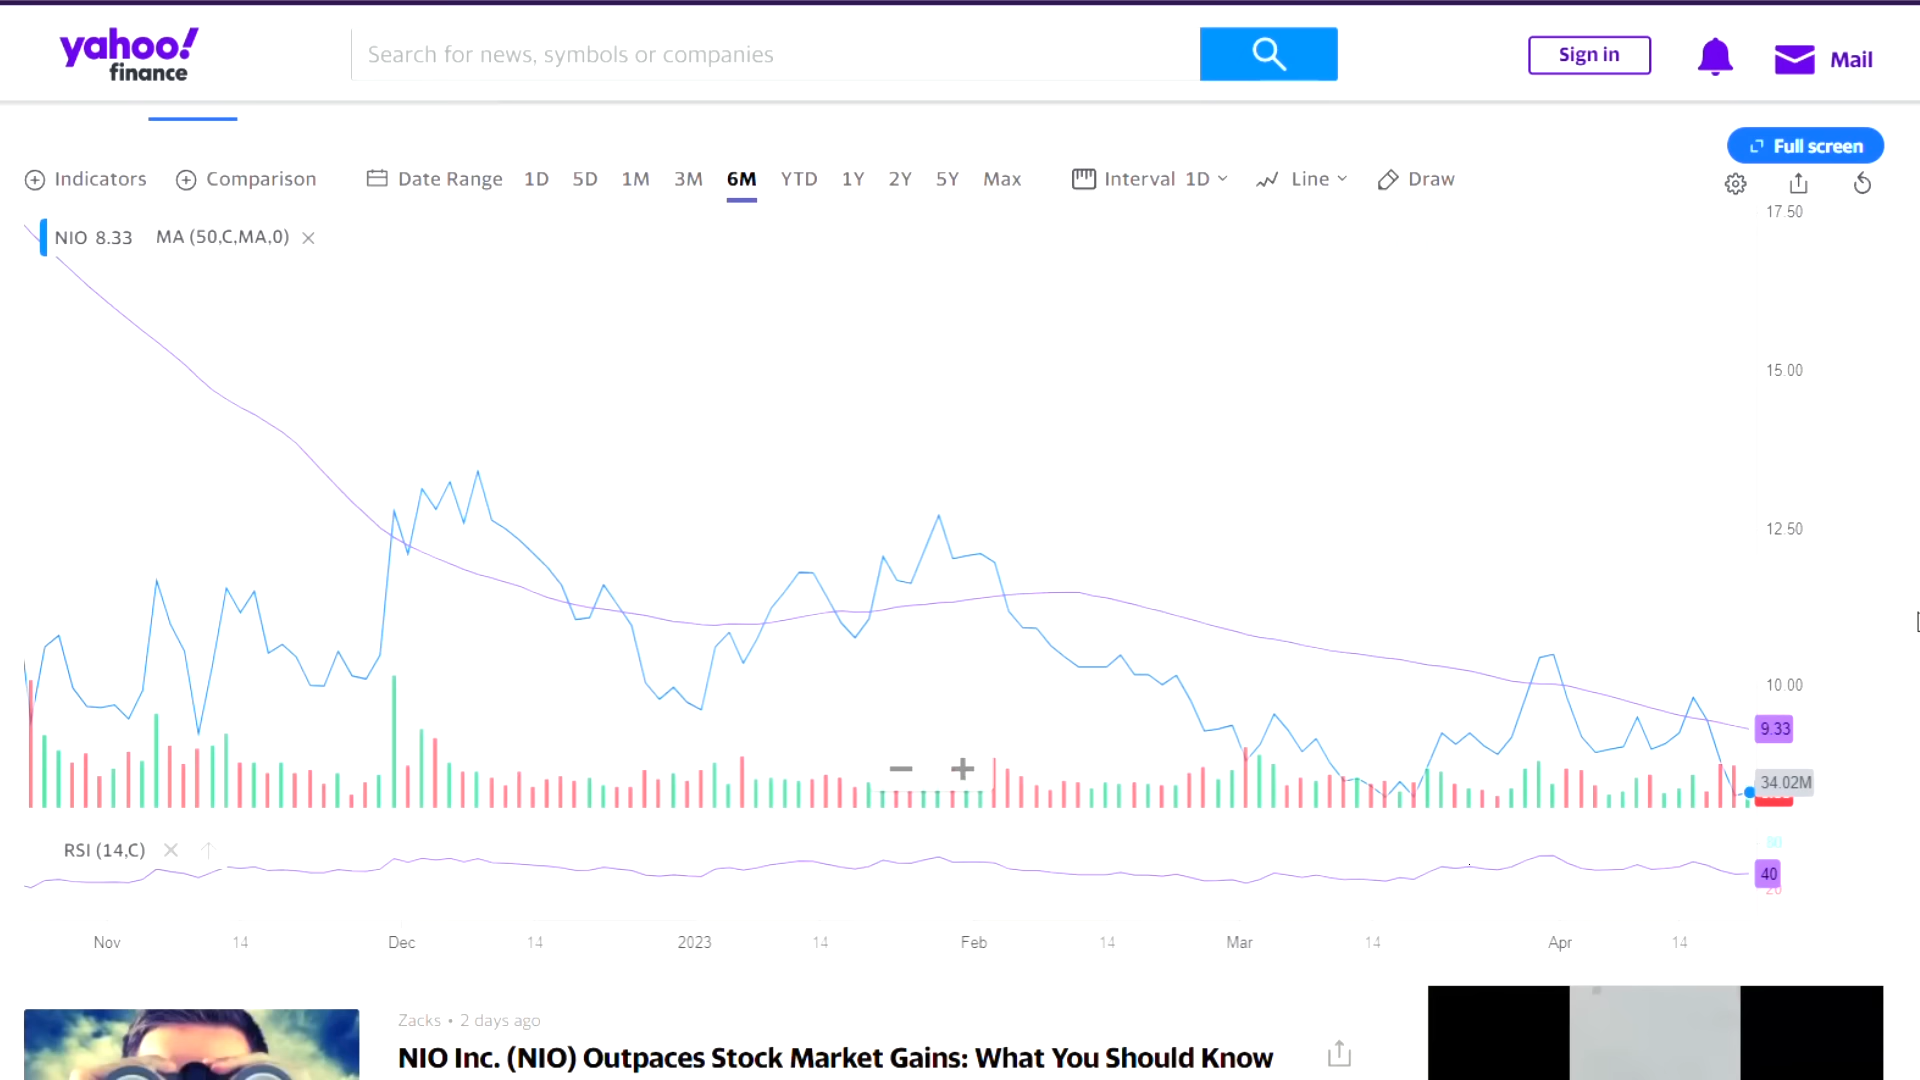 yahoo!
finance
Search for news, symbols or companies
Sign in
Mail
Full screen
Indicators Comparison Date Range 1D 5D 1M 3M 6M YTD 1Y 2Y 5Y Max Interval 1D Line Draw
17.50
NIO 8.33 MA (50,C,MA,0)
15.00
12.50
10.00
9.33
34.02M
RSI (14,C)
80
40
20
Nov 14 Dec 14 2023 14 Feb 14 Mar 14 Apr 14
Zacks • 2 days ago
NIO Inc. (NIO) Outpaces Stock Market Gains: What You Should Know